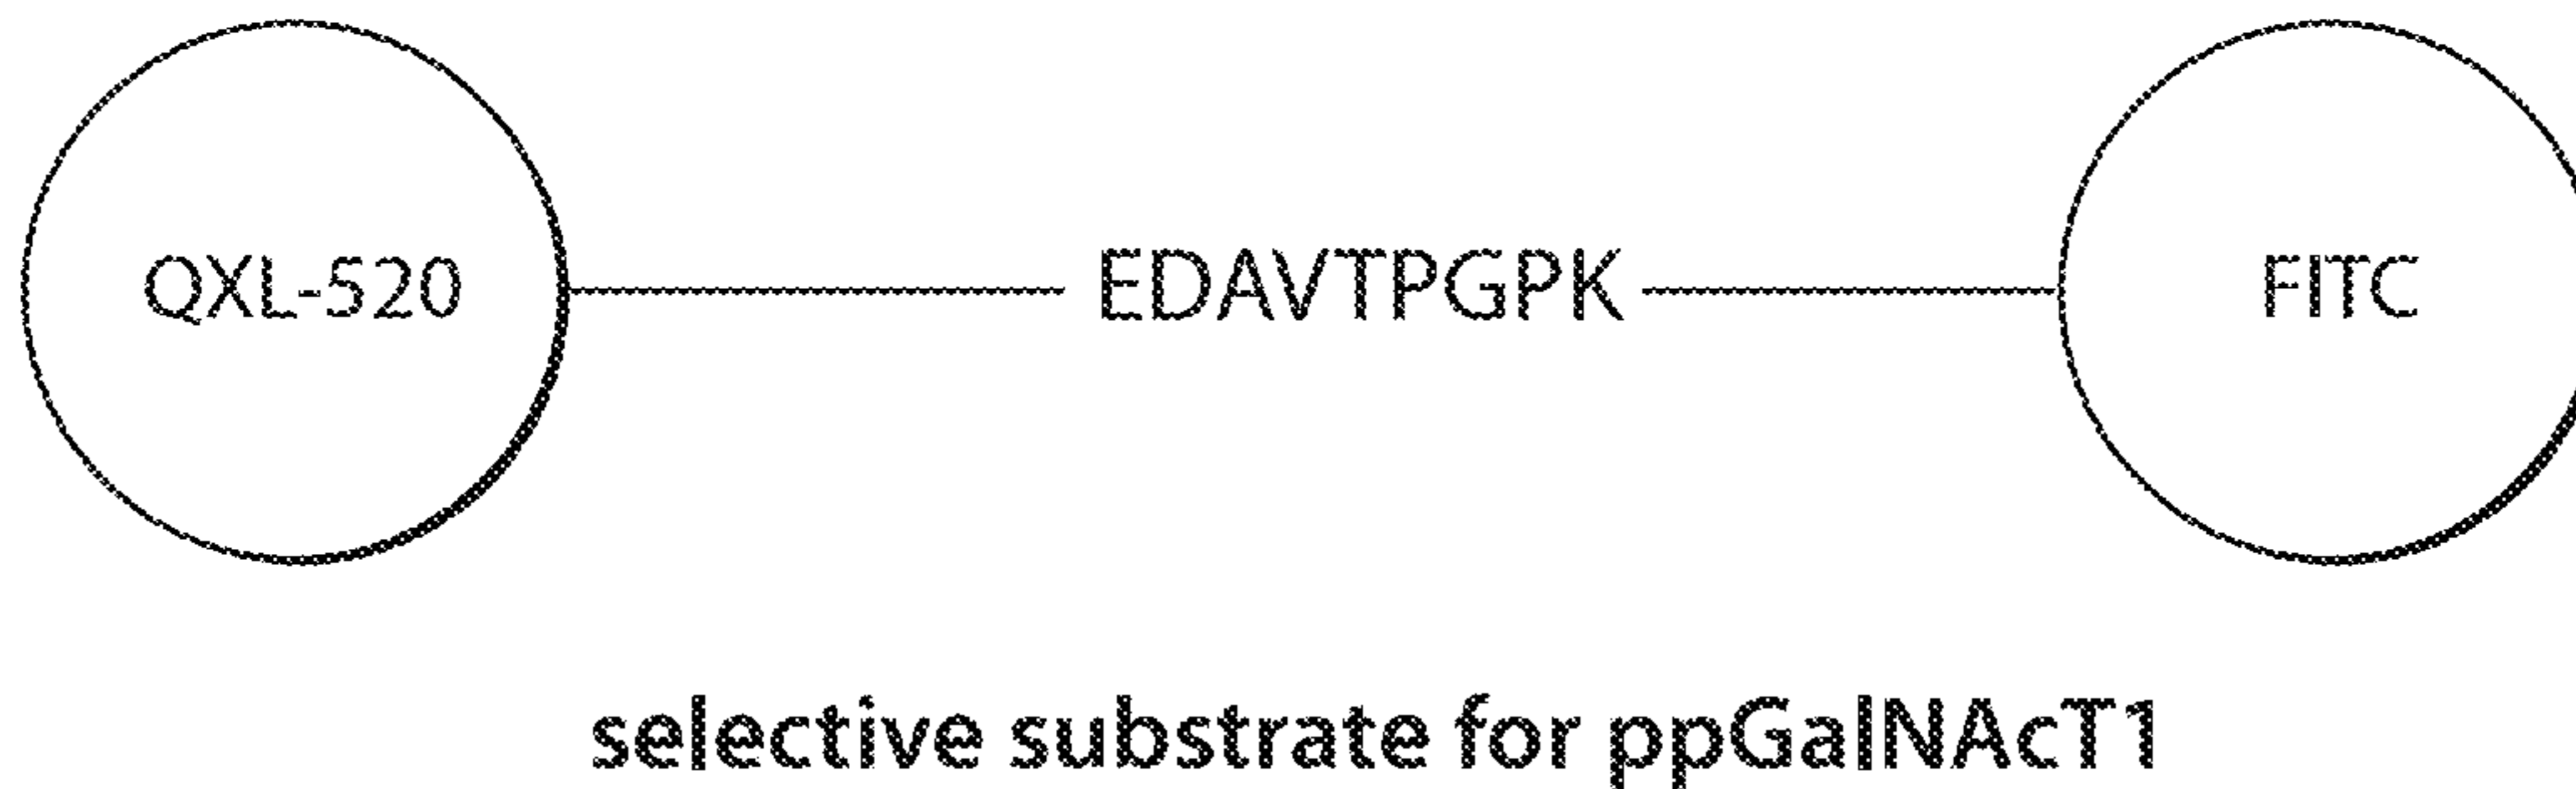 QXL-520 EDAVTPGPK FITC
selective substrate for ppGalNAcT1